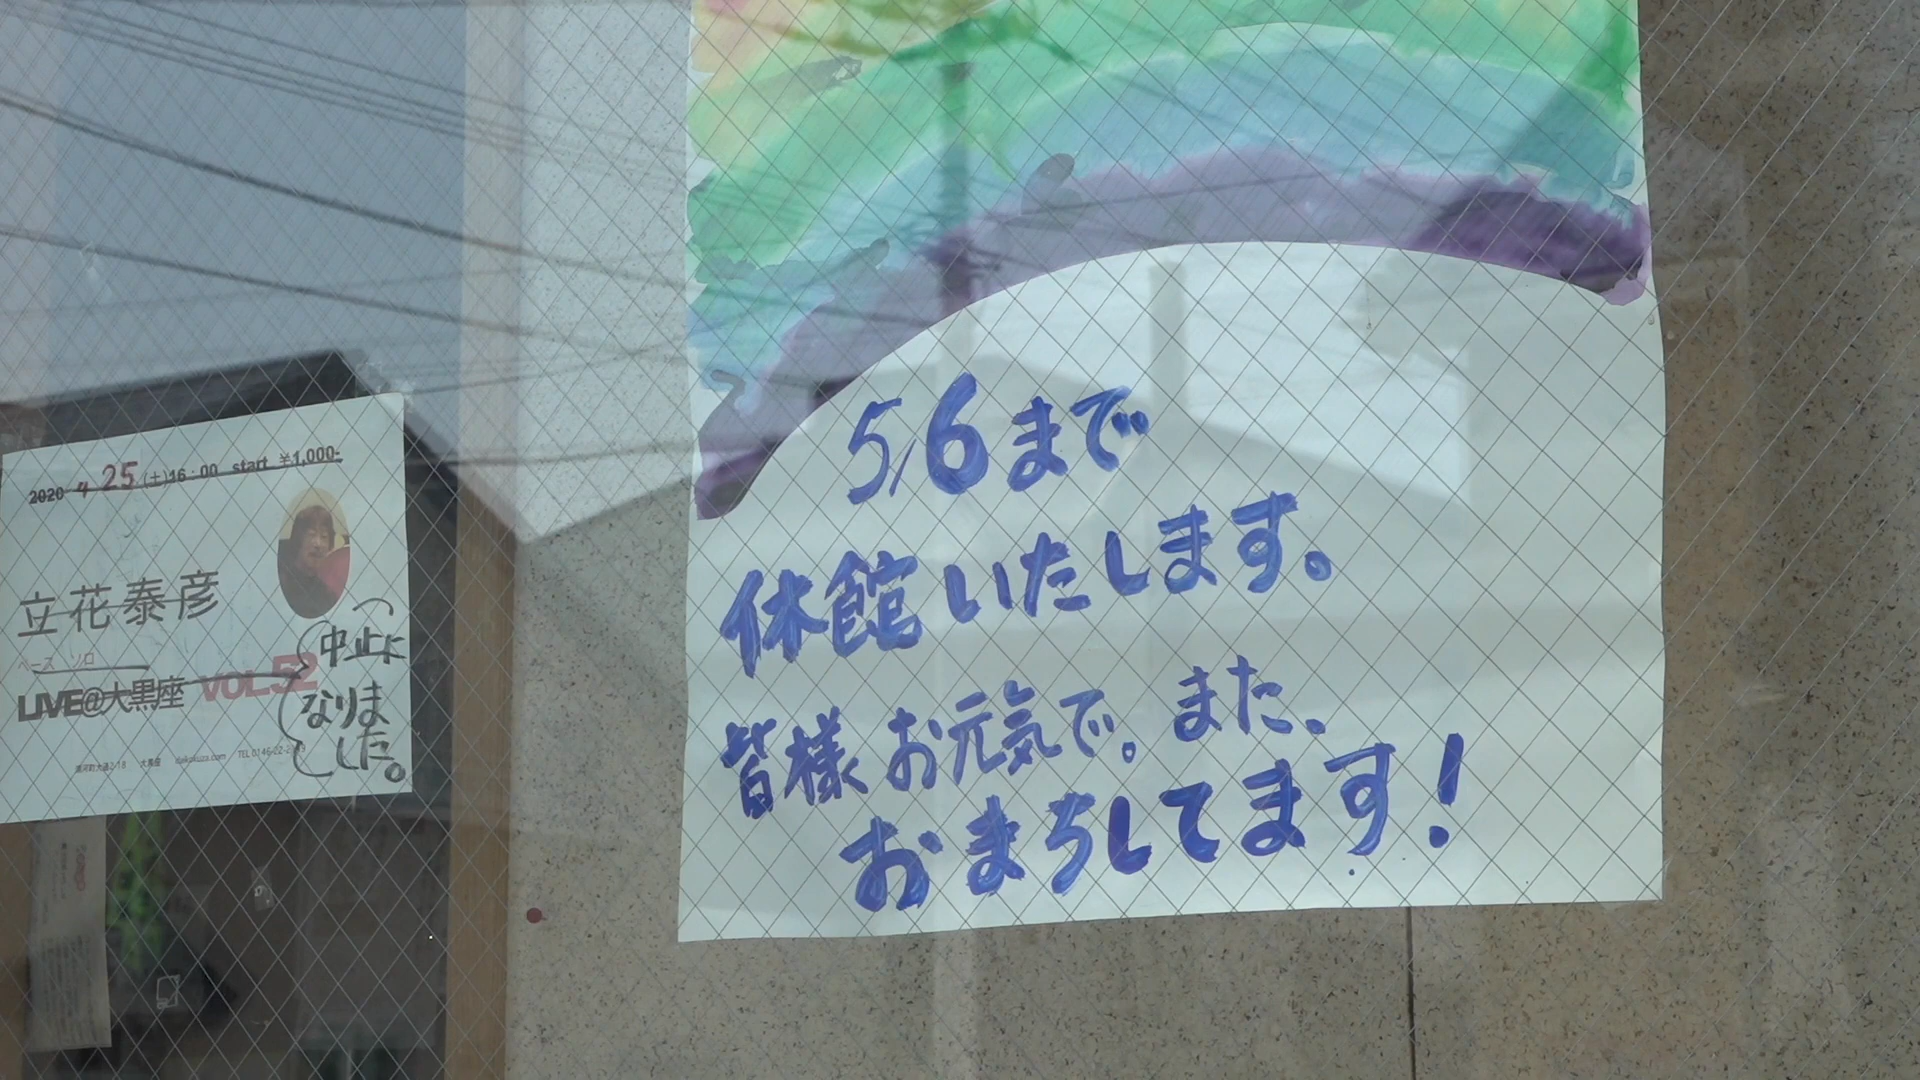 2020 4 25 (土)16:00 start ¥1,000-
立花泰彦
ベース ソロ
LIVE@大黒座 VOL.52
中止に
なりま
した。
5/6まで
休館いたします。
皆様お元気で。また、
おまちしてます!